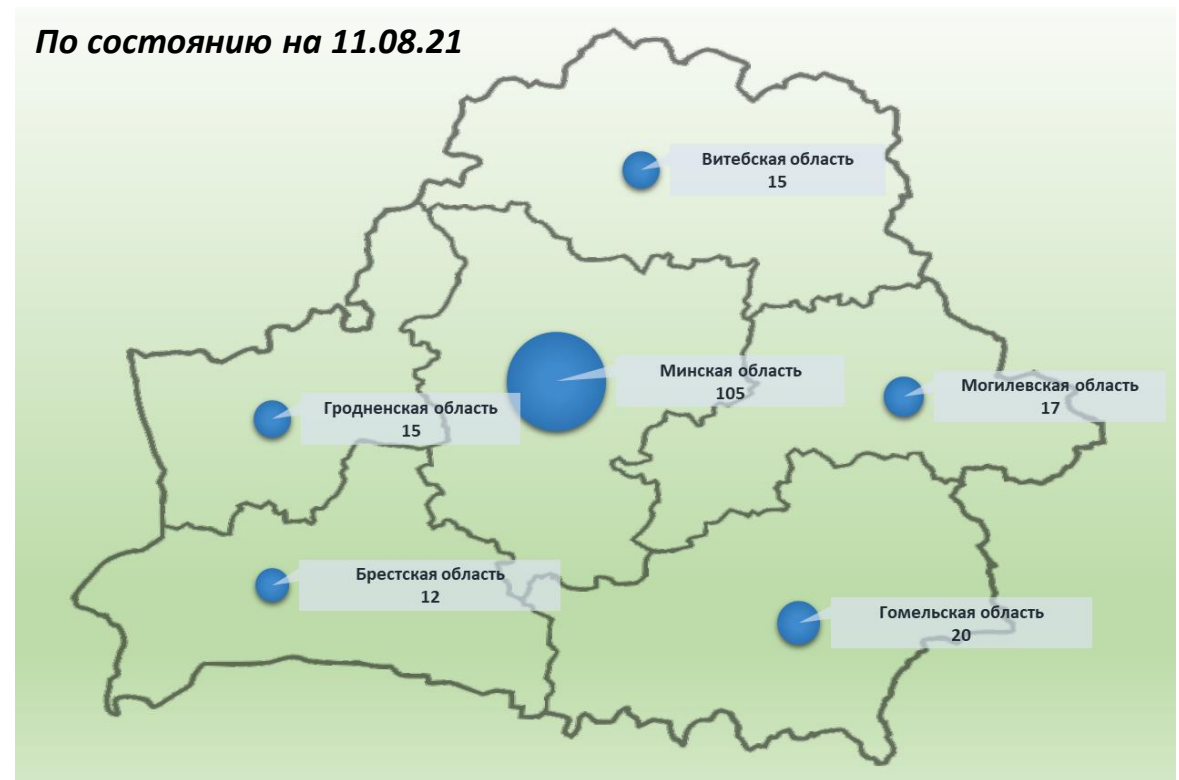 По состоянию на 11.08.21
Витебская область
15
Минская область
105
Могилевская область
17
Гродненская область
15
Брестская область
12
Гомельская область
20